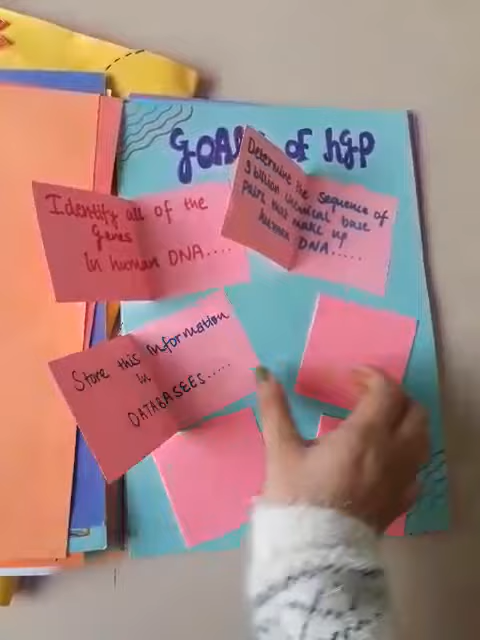 GOALS of hgp
Identify all of the
Genes
In human DNA....
Determine the sequence of
3 billion chemical base
pairs that make up
human DNA.....
Store this information
in
DATABASEES......